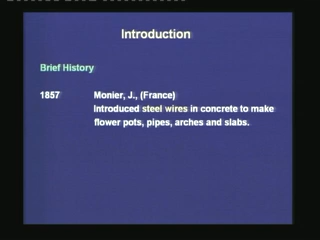 Introduction
Brief History
1857 Monier, J., (France)
Introduced steel wires in concrete to make
flower pots, pipes, arches and slabs.